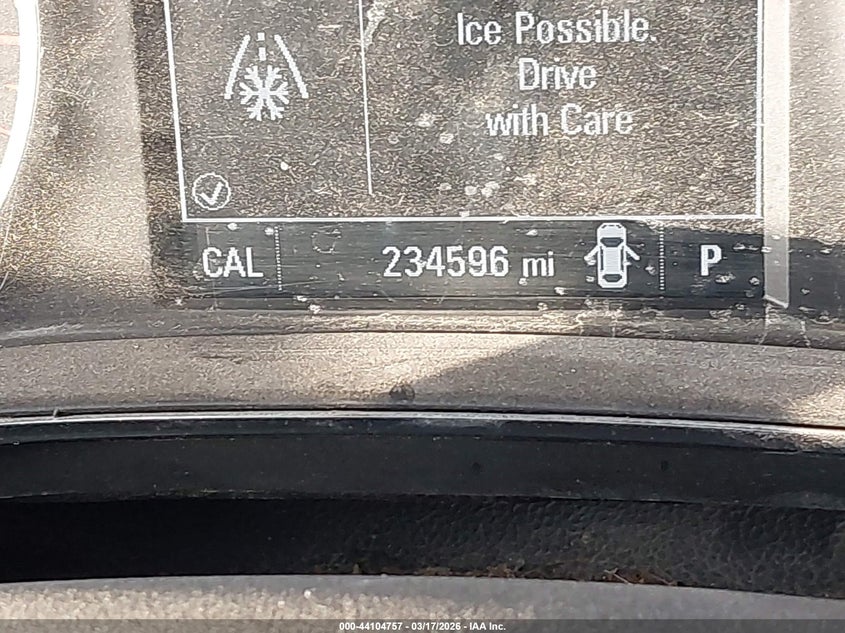 Ice Possible.
Drive
with Care
CAL 234596 mi P
000-44104757 - 03/17/2026 - IAA Inc.